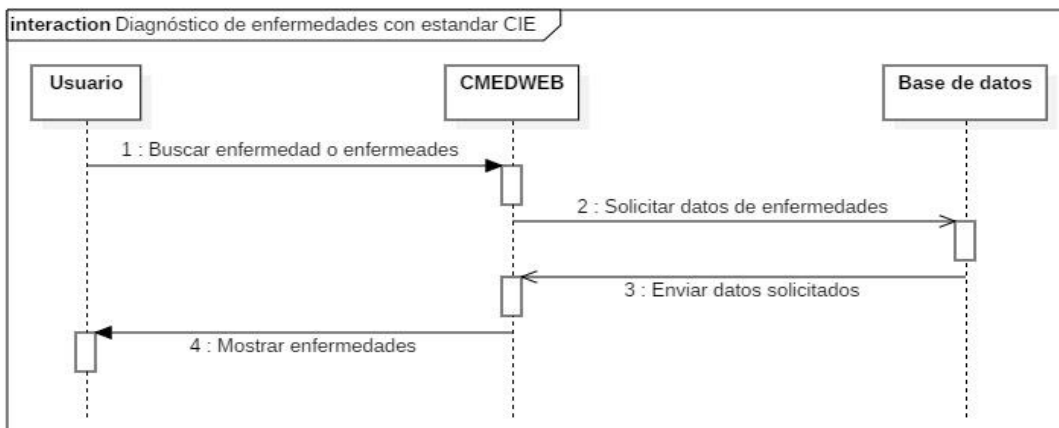 interaction Diagnóstico de enfermedades con estandar CIE
Usuario
CMEDWEB
Base de datos
1 : Buscar enfermedad o enfermeades
2 : Solicitar datos de enfermedades
3 : Enviar datos solicitados
4 : Mostrar enfermedades